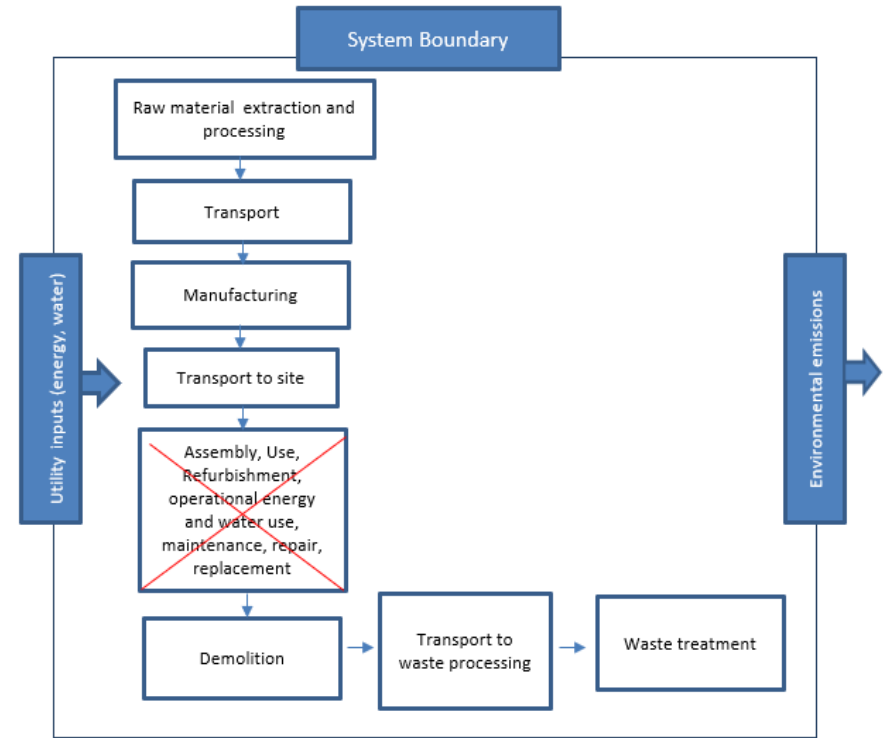 System Boundary
Raw material extraction and
processing
Transport
Manufacturing
Transport to site
Assembly, Use,
Refurbishment,
operational energy
and water use,
maintenance, repair,
replacement
Demolition
Transport to
waste processing
Waste treatment
Utility inputs (energy, water)
Environmental emissions